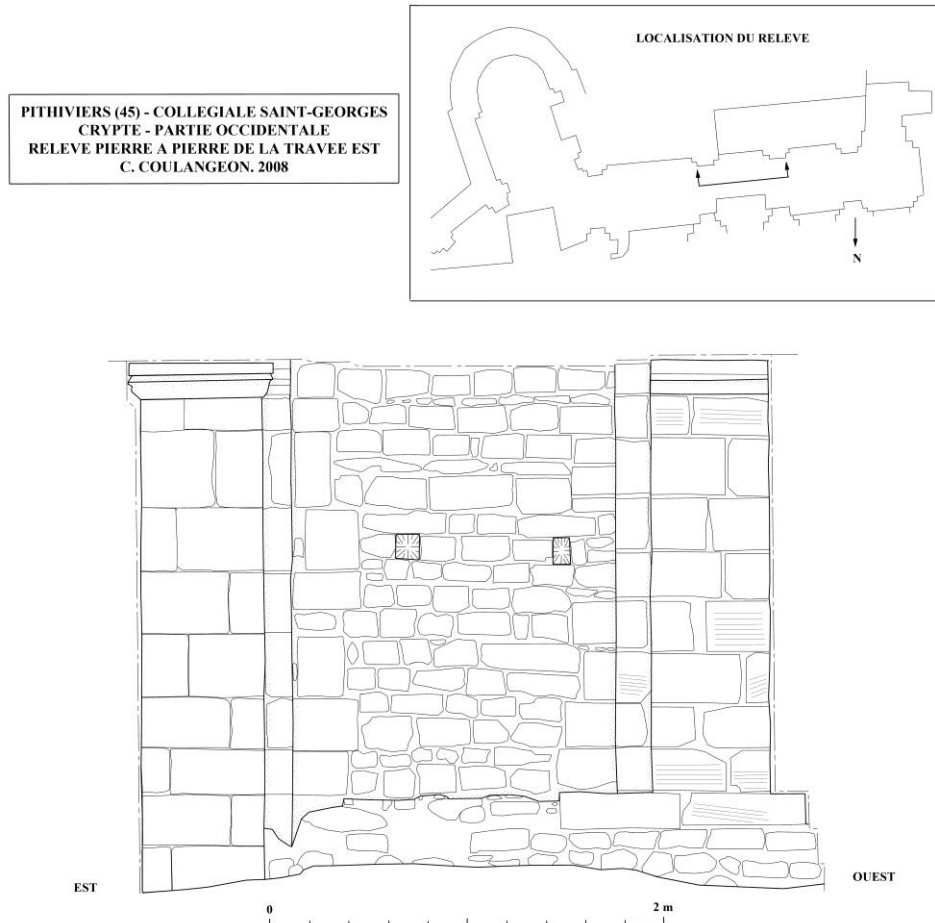 PITHIVIERS (45) - COLLEGIALE SAINT-GEORGES
CRYPTE - PARTIE OCCIDENTALE
RELEVE PIERRE A PIERRE DE LA TRAVEE EST
C. COULANGEON. 2008
LOCALISATION DU RELEVE
N
EST
OUEST
0
2 m